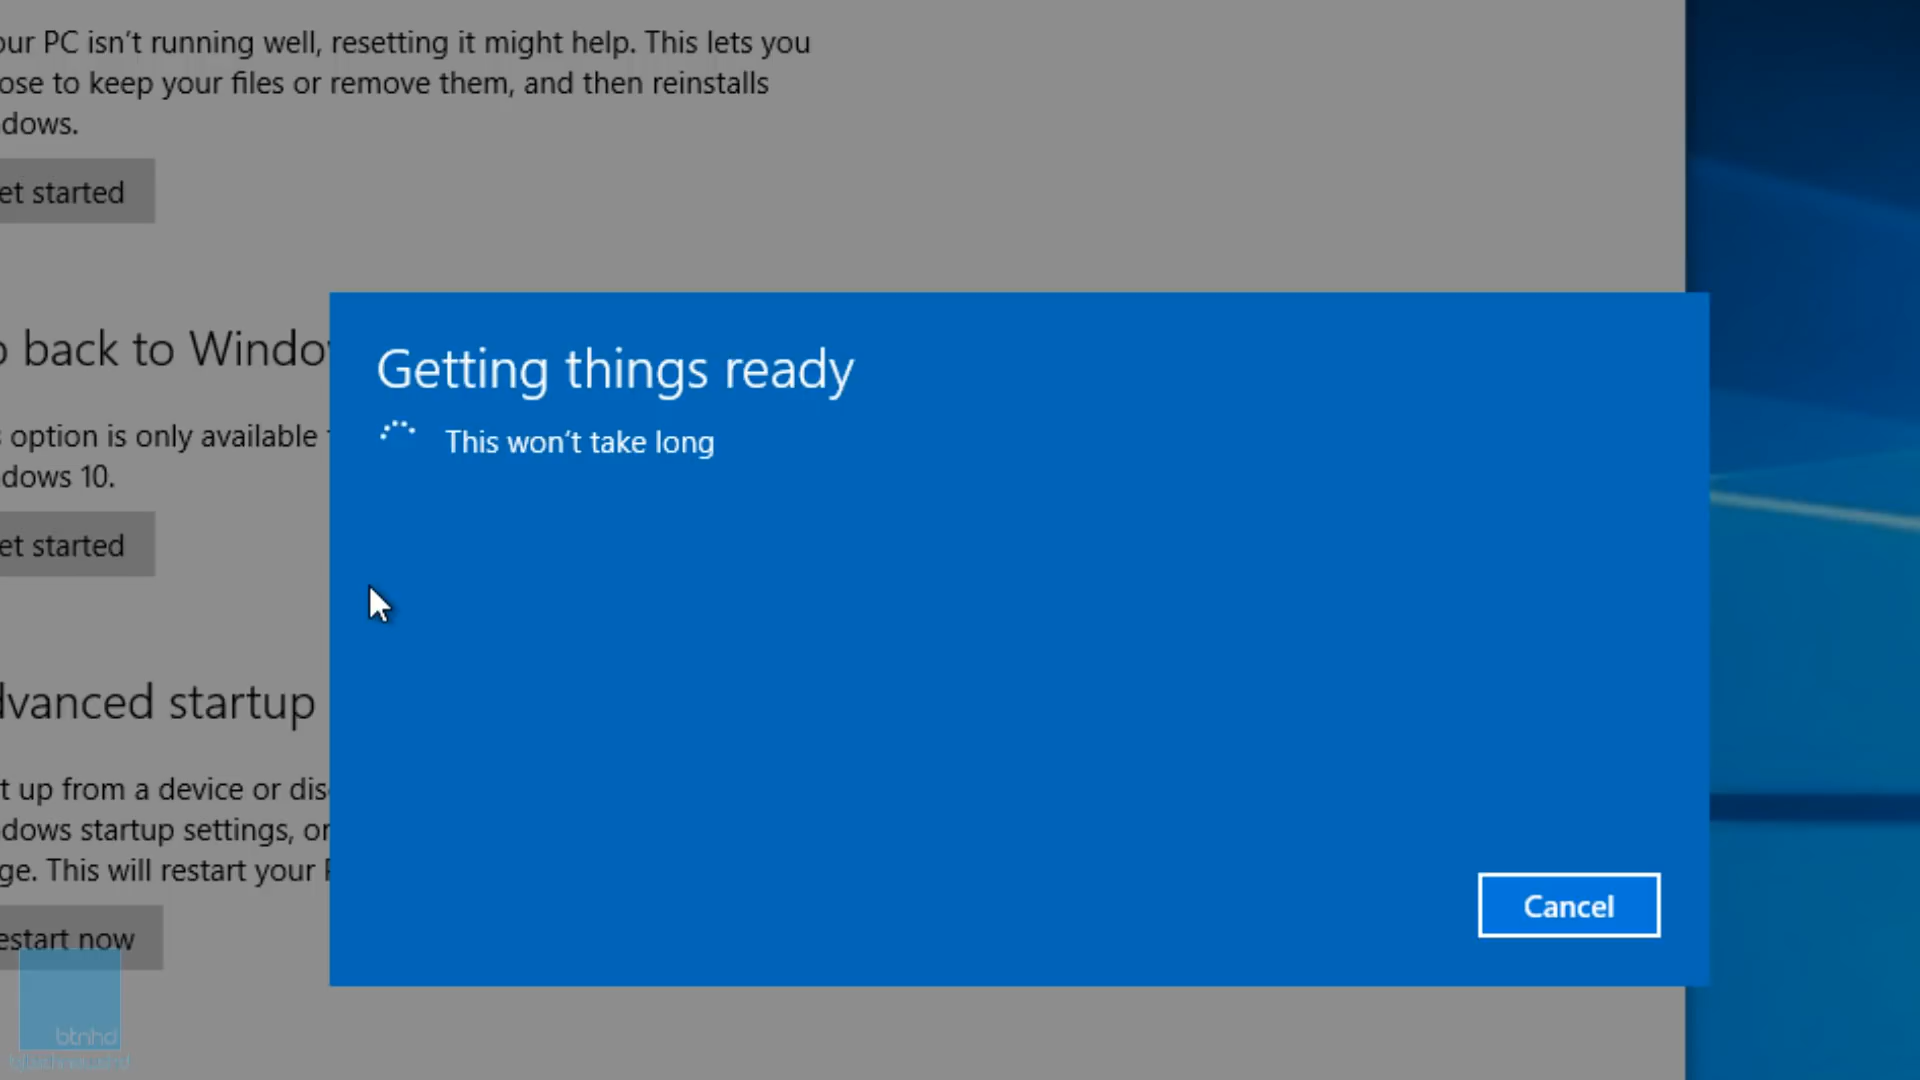 our PC isn’t running well, resetting it might help. This lets you
ose to keep your files or remove them, and then reinstalls
dows.
et started
back to Windo
option is only available
dows 10.
et started
Getting things ready
This won’t take long
dvanced startup
t up from a device or dis
dows startup settings, or
ge. This will restart your
estart now
Cancel
btnhd